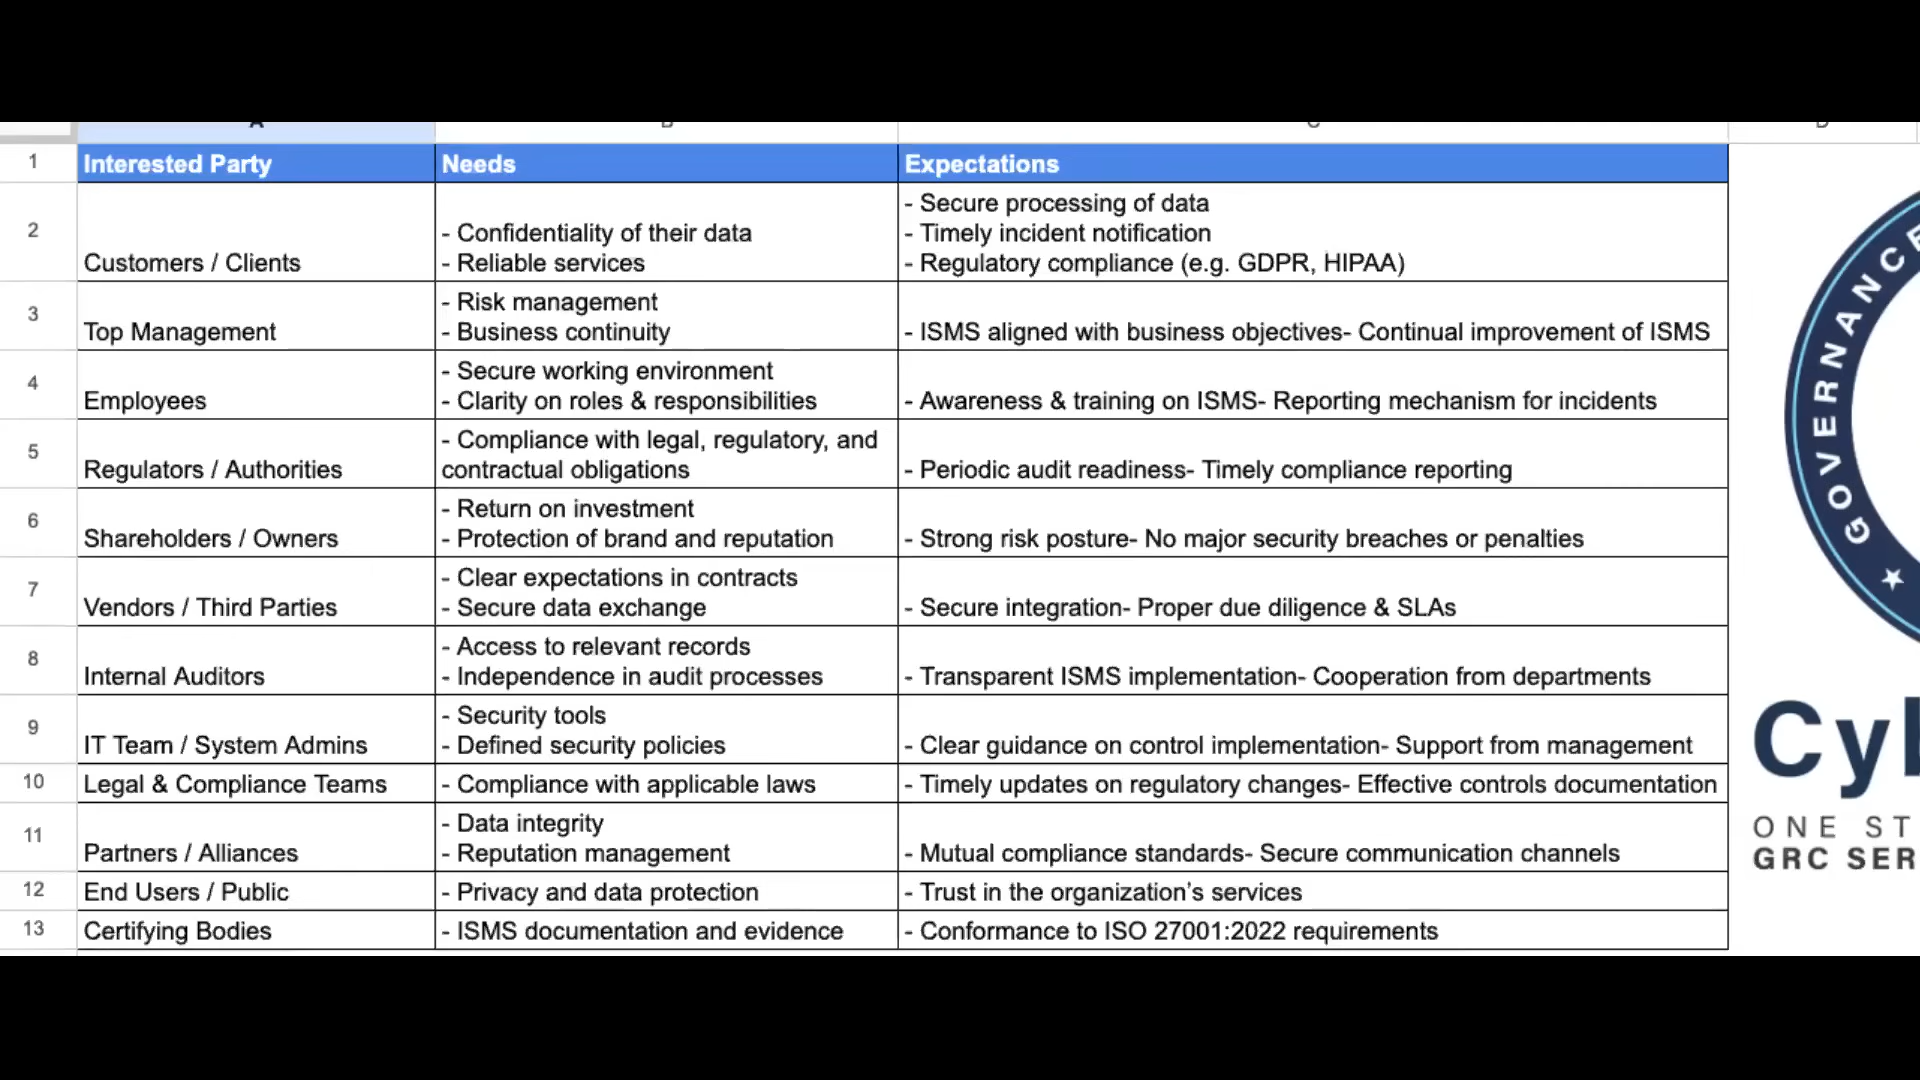 A B C D
1 Interested Party Needs Expectations
- Secure processing of data
2 - Confidentiality of their data - Timely incident notification
Customers / Clients - Reliable services - Regulatory compliance (e.g. GDPR, HIPAA)
3 - Risk management
Top Management - Business continuity - ISMS aligned with business objectives- Continual improvement of ISMS
4 - Secure working environment
Employees - Clarity on roles & responsibilities - Awareness & training on ISMS- Reporting mechanism for incidents
5 - Compliance with legal, regulatory, and
Regulators / Authorities contractual obligations - Periodic audit readiness- Timely compliance reporting
6 - Return on investment
Shareholders / Owners - Protection of brand and reputation - Strong risk posture- No major security breaches or penalties
7 - Clear expectations in contracts
Vendors / Third Parties - Secure data exchange - Secure integration- Proper due diligence & SLAs
8 - Access to relevant records
Internal Auditors - Independence in audit processes - Transparent ISMS implementation- Cooperation from departments
9 - Security tools
IT Team / System Admins - Defined security policies - Clear guidance on control implementation- Support from management
10 Legal & Compliance Teams - Compliance with applicable laws - Timely updates on regulatory changes- Effective controls documentation
11 - Data integrity
Partners / Alliances - Reputation management - Mutual compliance standards- Secure communication channels
12 End Users / Public - Privacy and data protection - Trust in the organization’s services
13 Certifying Bodies - ISMS documentation and evidence - Conformance to ISO 27001:2022 requirements
GOVERNANCE
Cy
ONE ST
GRC SER